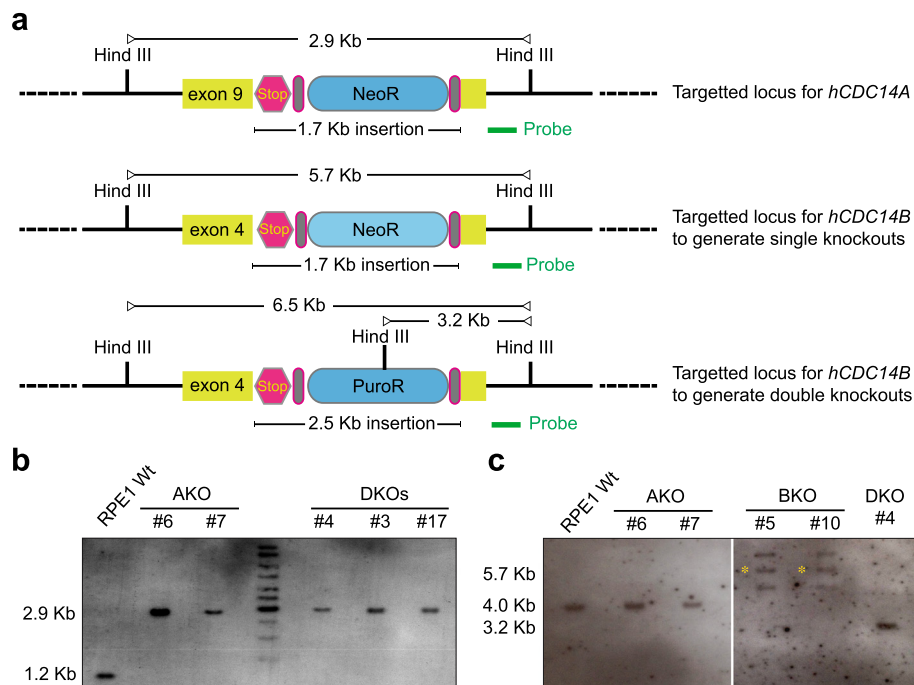 a
2.9 Kb
Hind III
Hind III
exon 9
Stop
NeoR
Targetted locus for hCDC14A
1.7 Kb insertion
Probe
5.7 Kb
Hind III
Hind III
exon 4
Stop
NeoR
Targetted locus for hCDC14B
to generate single knockouts
1.7 Kb insertion
Probe
6.5 Kb
3.2 Kb
Hind III
Hind III
Hind III
exon 4
Stop
PuroR
Targetted locus for hCDC14B
to generate double knockouts
2.5 Kb insertion
Probe
b
RPE1 Wt
AKO
DKOs
#6
#7
#4
#3
#17
2.9 Kb
1.2 Kb
c
RPE1 Wt
AKO
BKO
DKO
#6
#7
#5
#10
#4
5.7 Kb
*
*
4.0 Kb
3.2 Kb